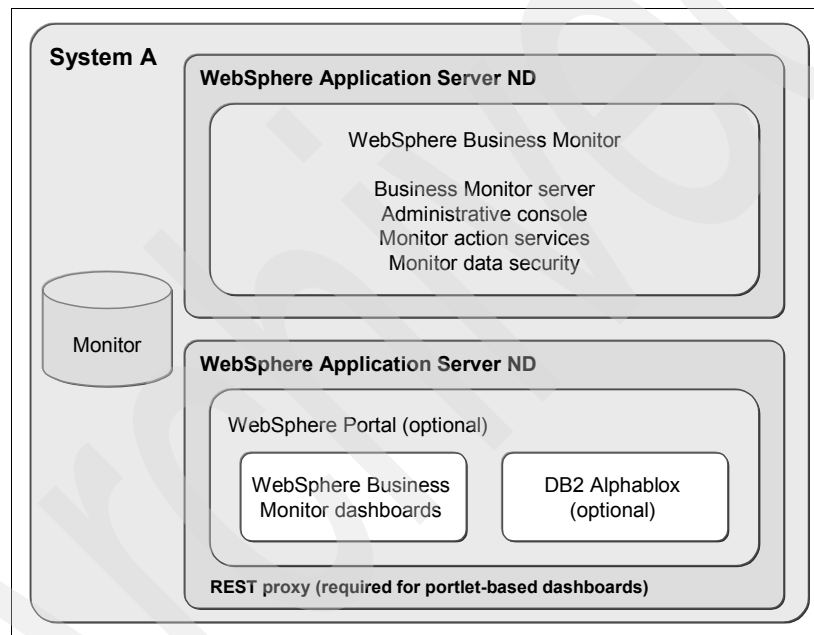 System A
WebSphere Application Server ND
WebSphere Business Monitor
Business Monitor server
Administrative console
Monitor action services
Monitor data security
Monitor
WebSphere Application Server ND
WebSphere Portal (optional)
WebSphere Business
Monitor dashboards
DB2 Alphablox
(optional)
REST proxy (required for portlet-based dashboards)